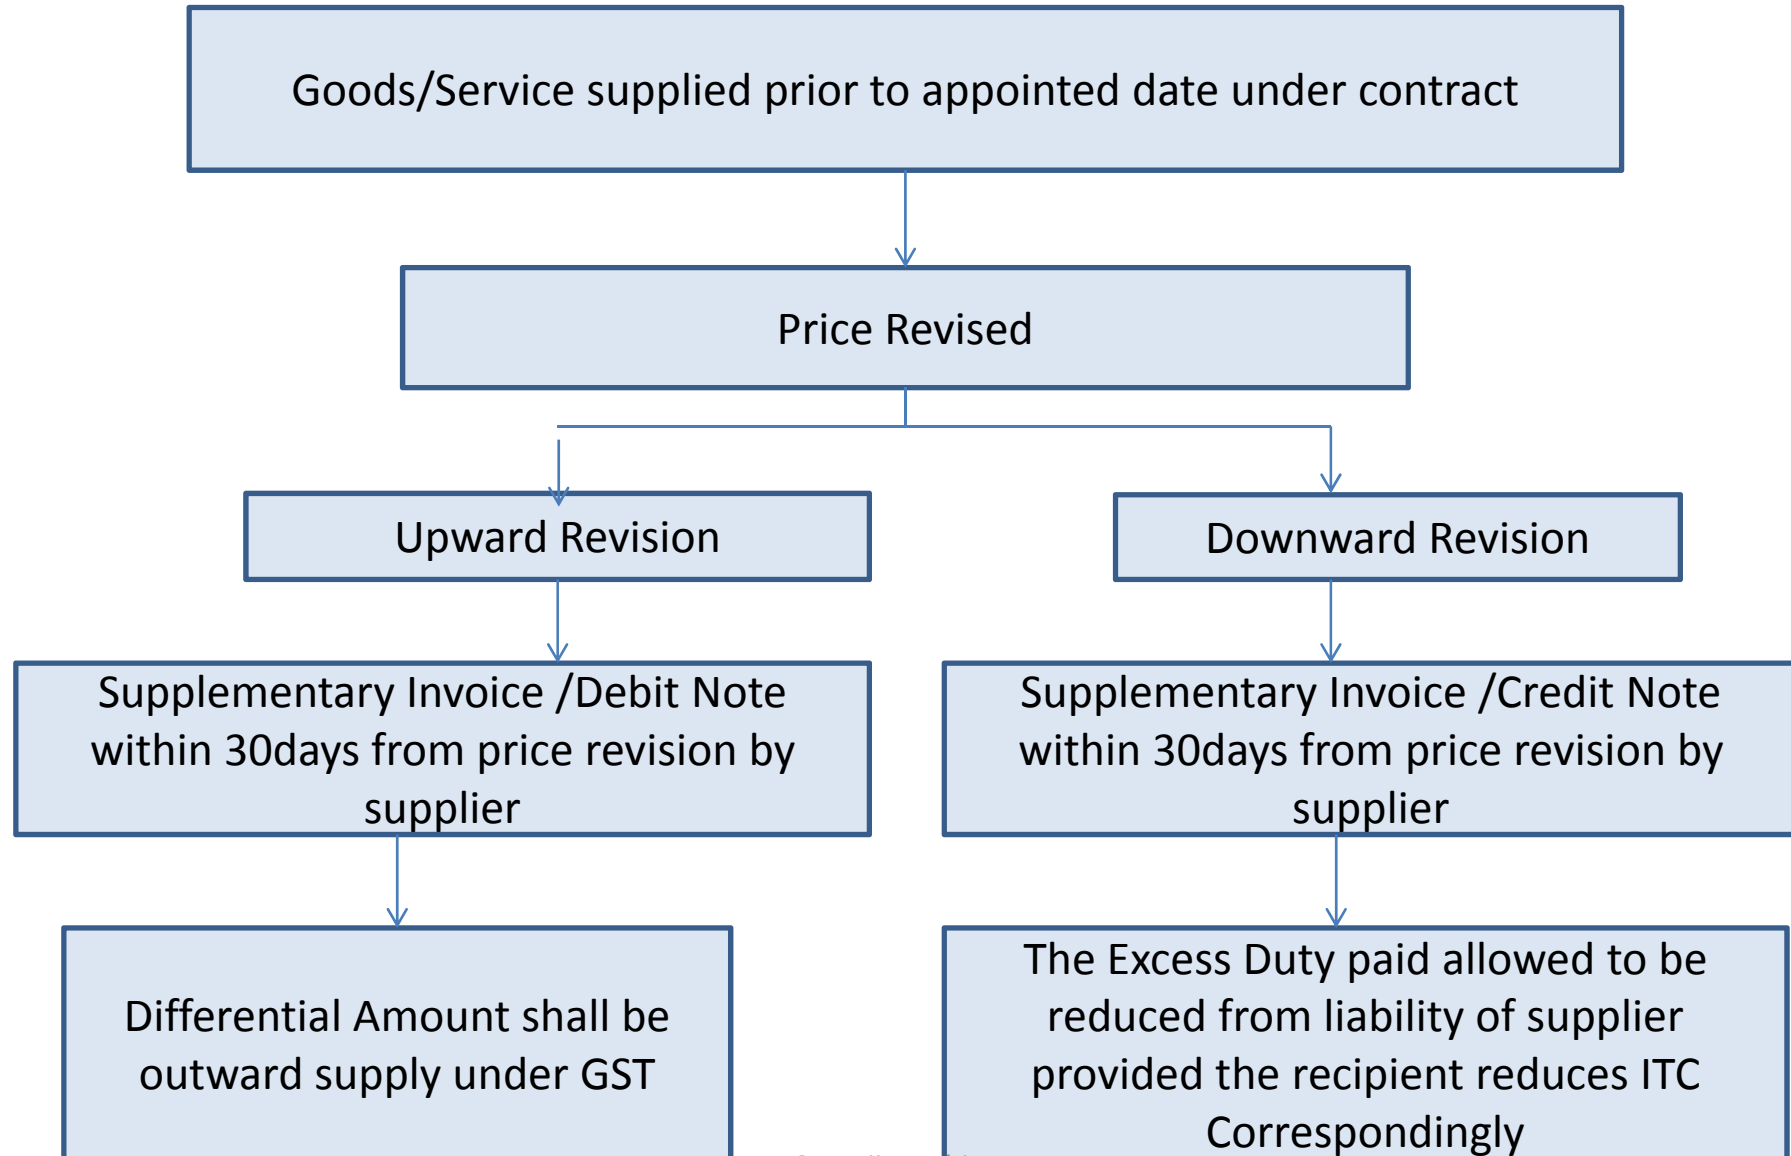 Goods/Service supplied prior to appointed date under contract
Price Revised
Upward Revision
Downward Revision
Supplementary Invoice /Debit Note
within 30days from price revision by
supplier
Supplementary Invoice /Credit Note
within 30days from price revision by
supplier
Differential Amount shall be
outward supply under GST
The Excess Duty paid allowed to be
reduced from liability of supplier
provided the recipient reduces ITC
Correspondingly